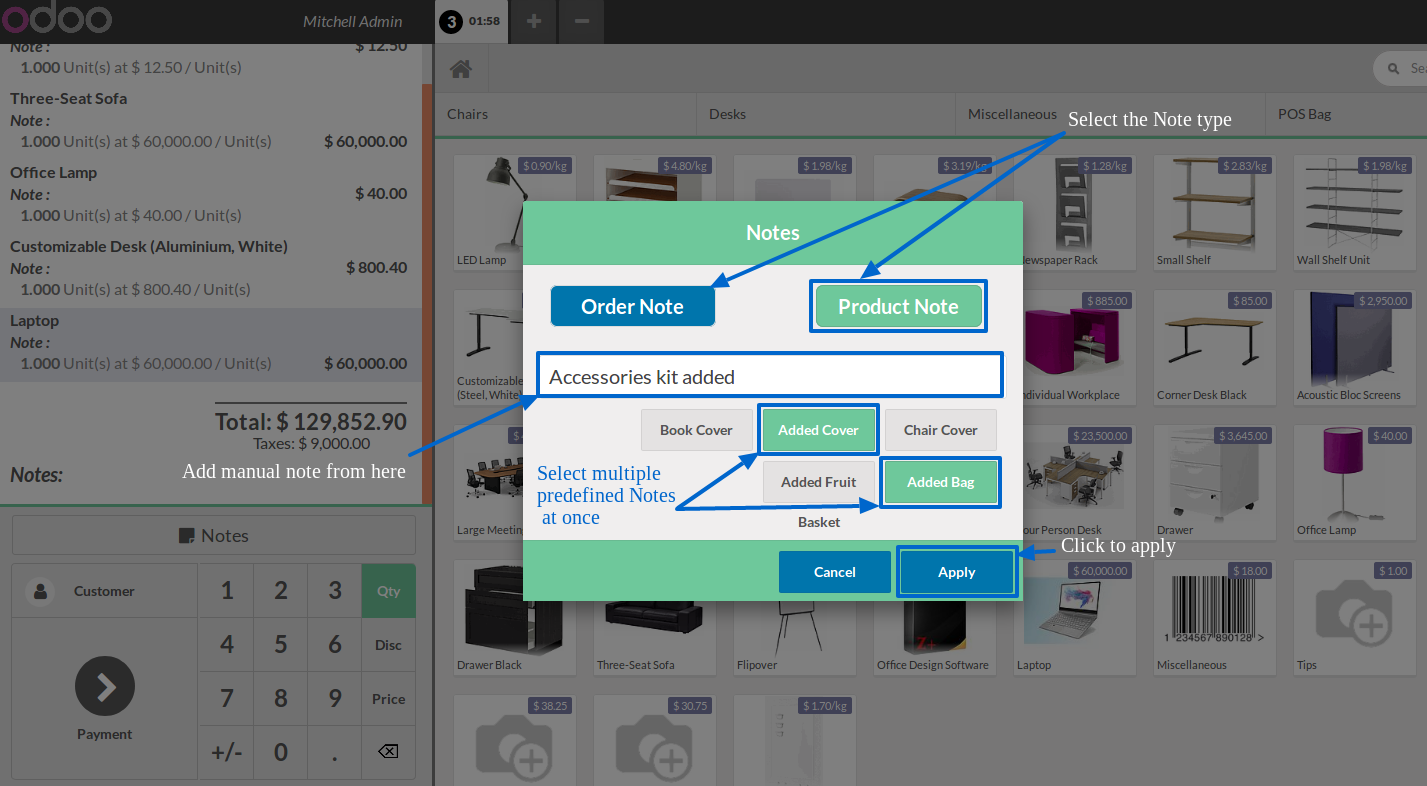 odoo
Mitchell Admin
3 01:58 + −
Note : $ 12.50
1.000 Unit(s) at $ 12.50 / Unit(s)
Three-Seat Sofa
Note :
1.000 Unit(s) at $ 60,000.00 / Unit(s) $ 60,000.00
Office Lamp
Note : $ 40.00
1.000 Unit(s) at $ 40.00 / Unit(s)
Customizable Desk (Aluminium, White)
Note : $ 800.40
1.000 Unit(s) at $ 800.40 / Unit(s)
Laptop
Note :
1.000 Unit(s) at $ 60,000.00 / Unit(s) $ 60,000.00
Total: $ 129,852.90
Taxes: $ 9,000.00
Notes:
Add manual note from here
Notes
Customer
Payment
1 2 3 Qty
4 5 6 Disc
7 8 9 Price
+/- 0 .
Chairs Desks Miscellaneous POS Bag
Select the Note type
$ 0.90/kg $ 4.80/kg $ 1.98/kg $ 3.19/kg $ 1.28/kg $ 2.83/kg $ 1.98/kg
LED Lamp Newspaper Rack Small Shelf Wall Shelf Unit
Notes
Order Note Product Note
Accessories kit added
Book Cover Added Cover Chair Cover
Added Fruit Basket Added Bag
Select multiple
predefined Notes
at once
Cancel Apply
Click to apply
$ 885.00 $ 85.00 $ 2,950.00
Customizable
(Steel, White)
Individual Workplace Corner Desk Black Acoustic Bloc Screens
$ 23,500.00 $ 3,645.00 $ 40.00
Large Meeting
Four Person Desk Drawer Office Lamp
$ 60,000.00 $ 18.00 $ 1.00
Z+
1 234567 890128 >
Drawer Black Three-Seat Sofa Flipover Office Design Software Laptop Miscellaneous Tips
$ 38.25 $ 30.75 $ 1.70/kg